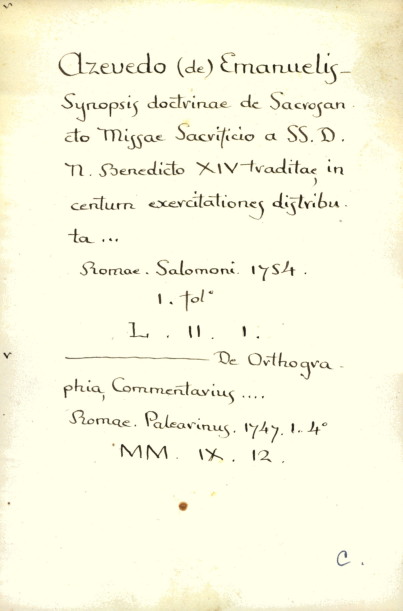 Azevedo (de) Emanuelis
Synopsis doctrinae de Sacrosan-
cto Missae Sacrificio a SS. D.
N. Benedicto XIV traditae, in
centum exercitationes distribu-
ta ...
Romae. Salomoni. 1754.
1. fol°
L . II . 1.
———— De Orthogra-
phia, Commentarius ....
Romae. Palearinus. 1747. 1. 4°
MM . IX . 12 .
C .